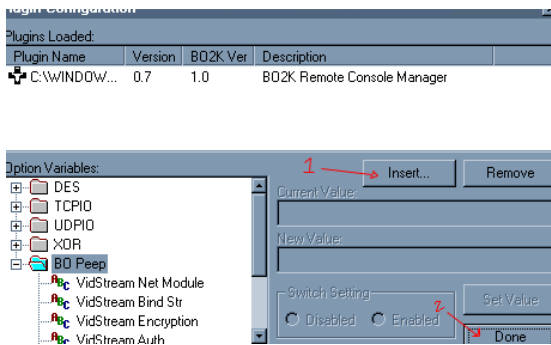 Plugin Configuration
Plugins Loaded:
Plugin Name Version BO2K Ver Description
C:\WINDOW... 0.7 1.0 BO2K Remote Console Manager
Option Variables:
1
Insert...
Remove
DES
TCPIO
UDPIO
XOR
BO Peep
VidStream Net Module
VidStream Bind Str
VidStream Encryption
VidStream Auth
Current Value:
New Value:
Switch Setting
Disabled Enabled
Set Value
2
Done